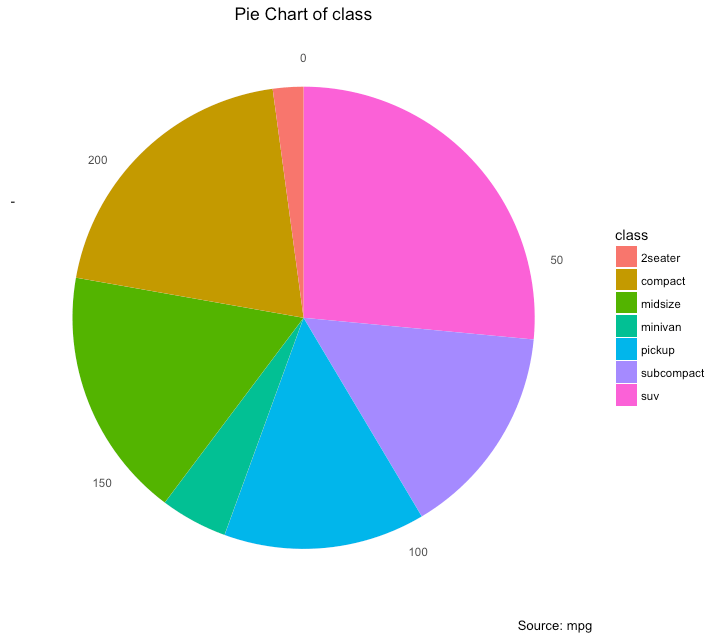 Pie Chart of class
0
50
100
150
200
-
class
2seater
compact
midsize
minivan
pickup
subcompact
suv
Source: mpg